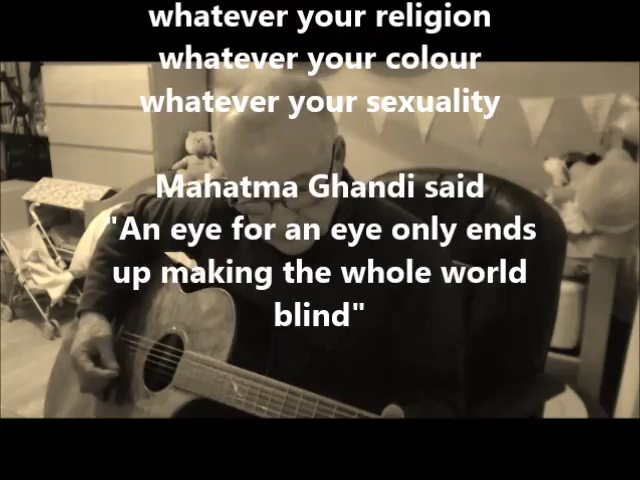 whatever your religion
whatever your colour
whatever your sexuality
Mahatma Ghandi said
"An eye for an eye only ends
up making the whole world
blind"